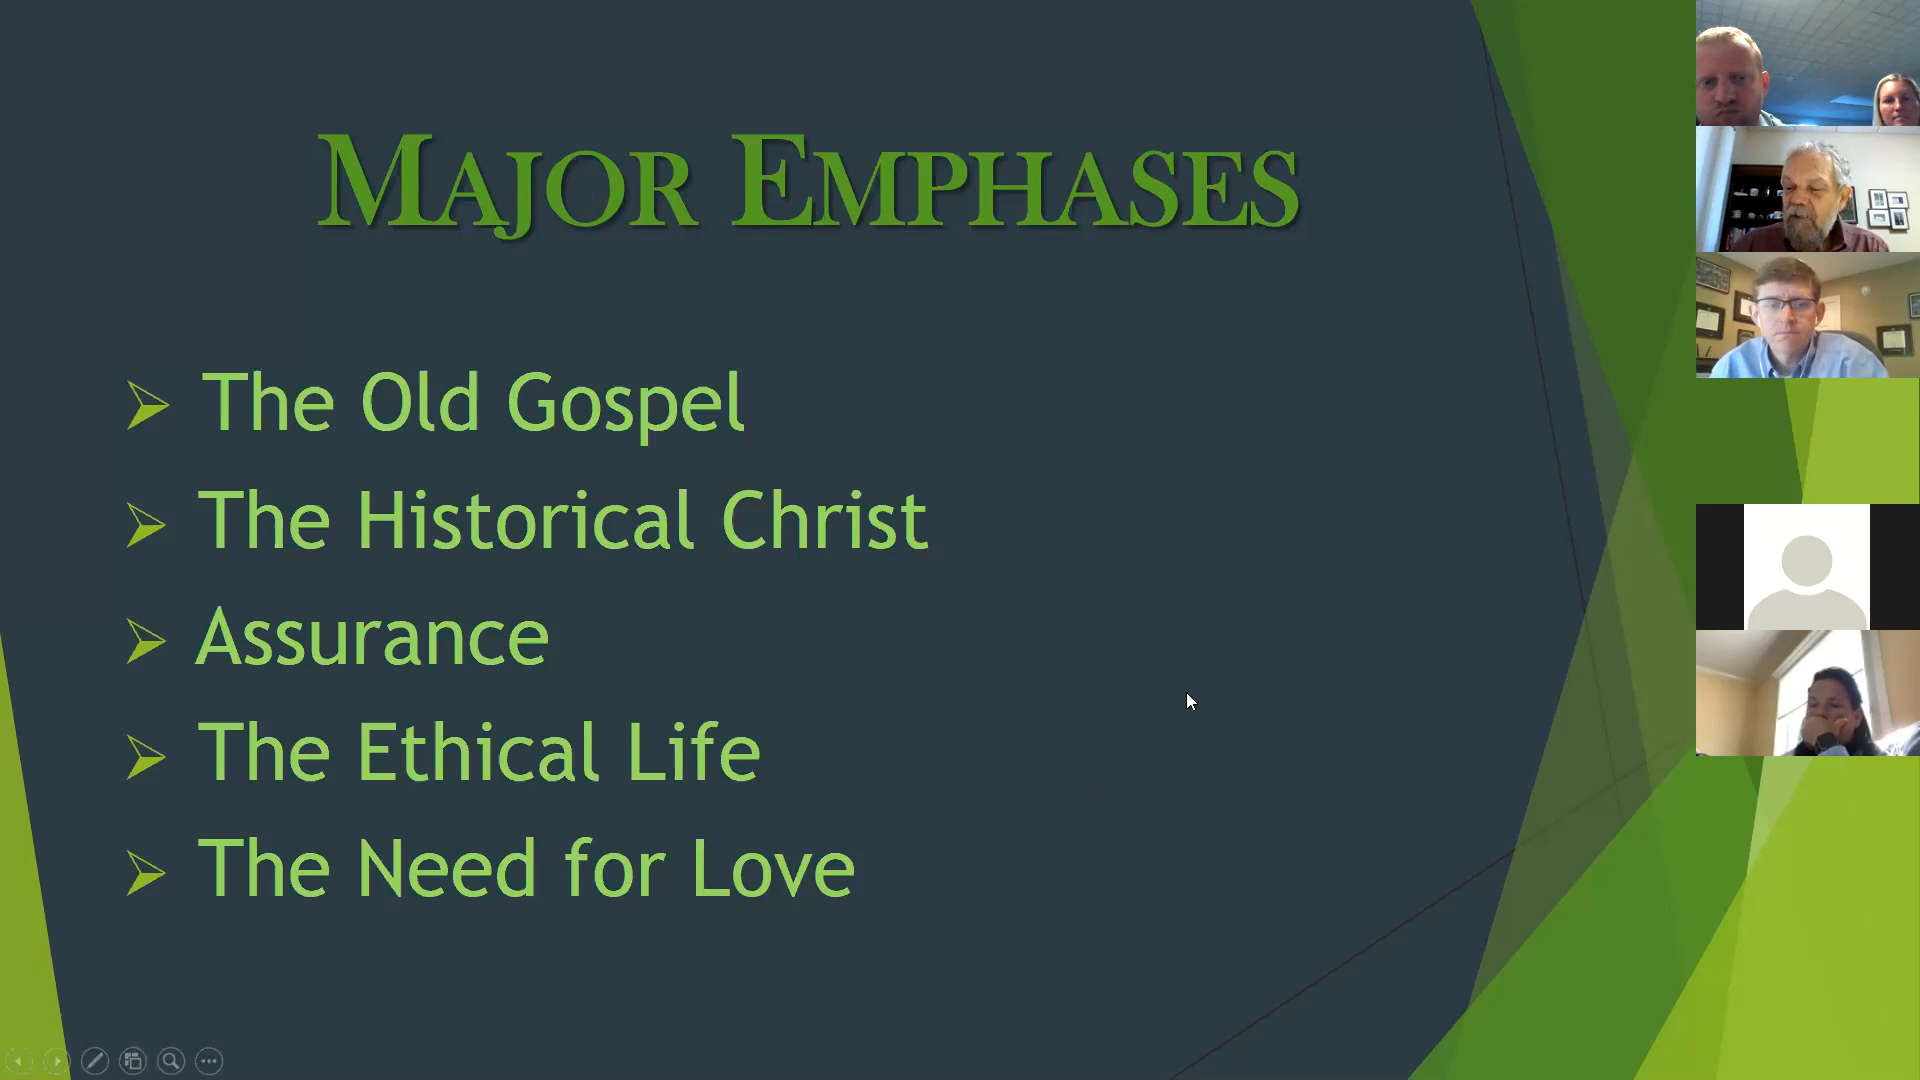 Major Emphases
The Old Gospel
The Historical Christ
Assurance
The Ethical Life
The Need for Love